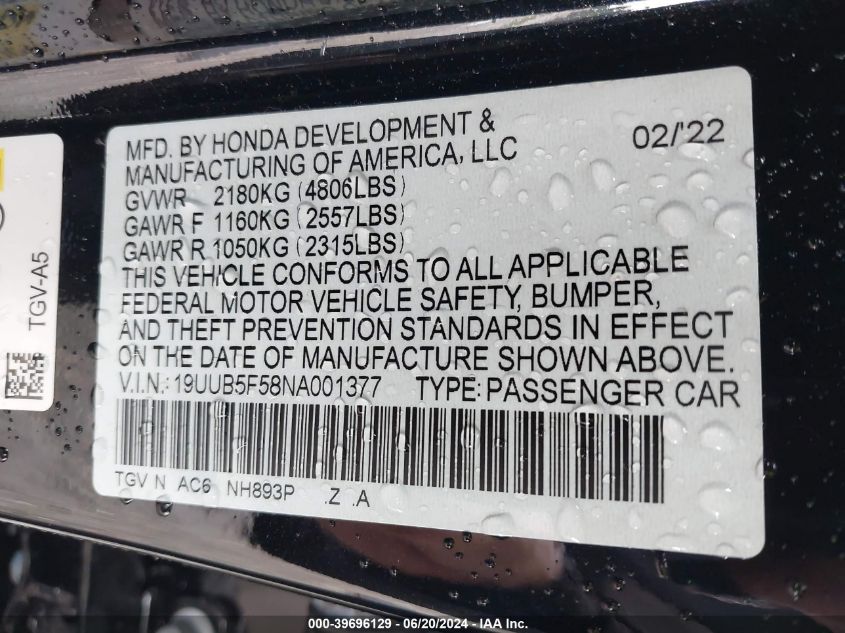 MFD. BY HONDA DEVELOPMENT & 02/'22
MANUFACTURING OF AMERICA, LLC
GVWR 2180KG (4806LBS)
GAWR F 1160KG (2557LBS)
GAWR R 1050KG (2315LBS)
THIS VEHICLE CONFORMS TO ALL APPLICABLE
FEDERAL MOTOR VEHICLE SAFETY, BUMPER,
AND THEFT PREVENTION STANDARDS IN EFFECT
ON THE DATE OF MANUFACTURE SHOWN ABOVE.
V.I.N.: 19UUB5F58NA001377 TYPE: PASSENGER CAR
TGV N AC6 NH893P .Z .A
TGV-A5
000-39696129 - 06/20/2024 - IAA Inc.